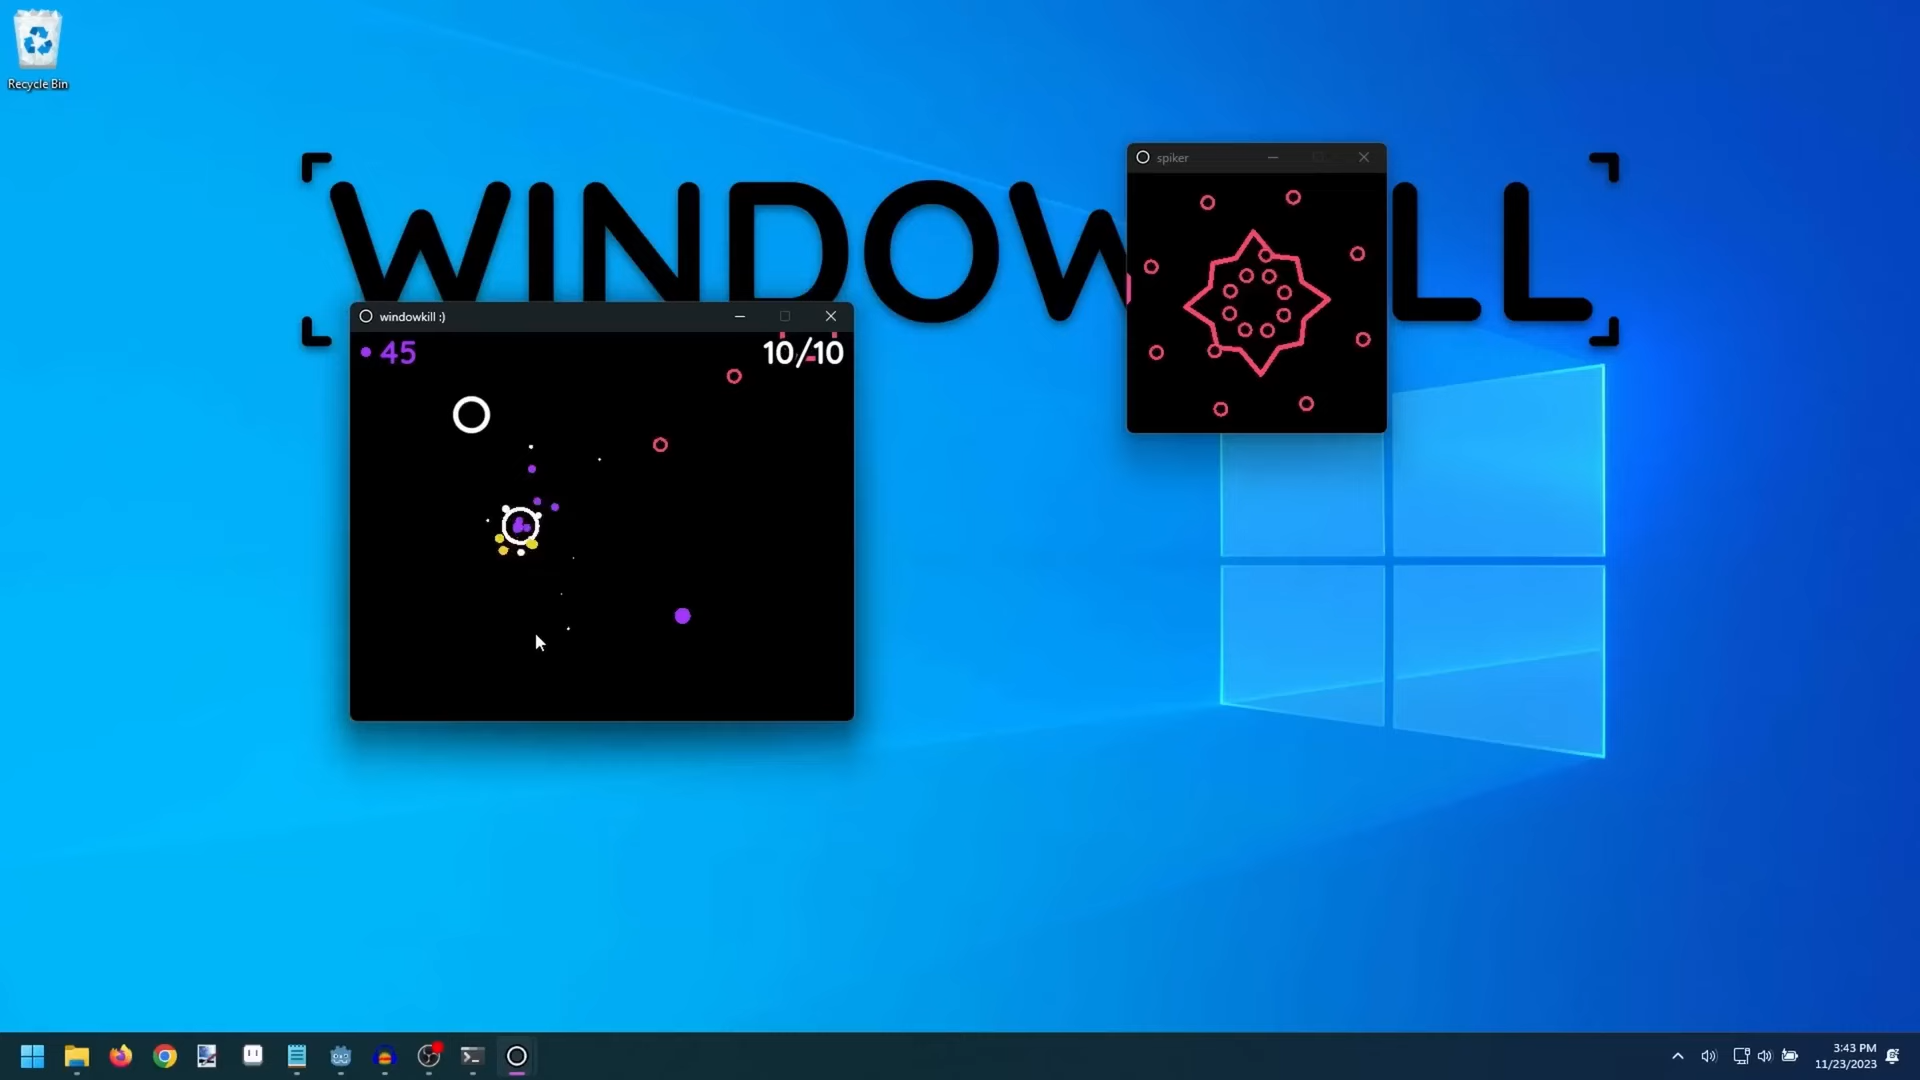 Recycle Bin
WINDOW LL
spiker
windowkill :)
45
10/10
3:43 PM
11/23/2023